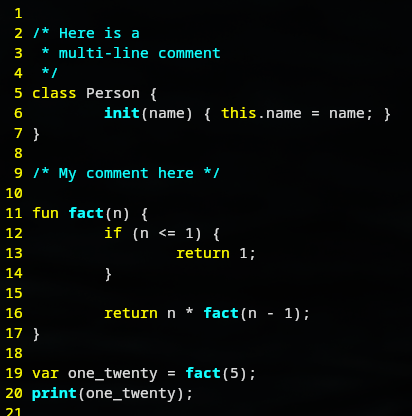 1
2 /* Here is a
3  * multi-line comment
4  */
5 class Person {
6         init(name) { this.name = name; }
7 }
8
9 /* My comment here */
10
11 fun fact(n) {
12         if (n <= 1) {
13                 return 1;
14         }
15
16         return n * fact(n - 1);
17 }
18
19 var one_twenty = fact(5);
20 print(one_twenty);
21